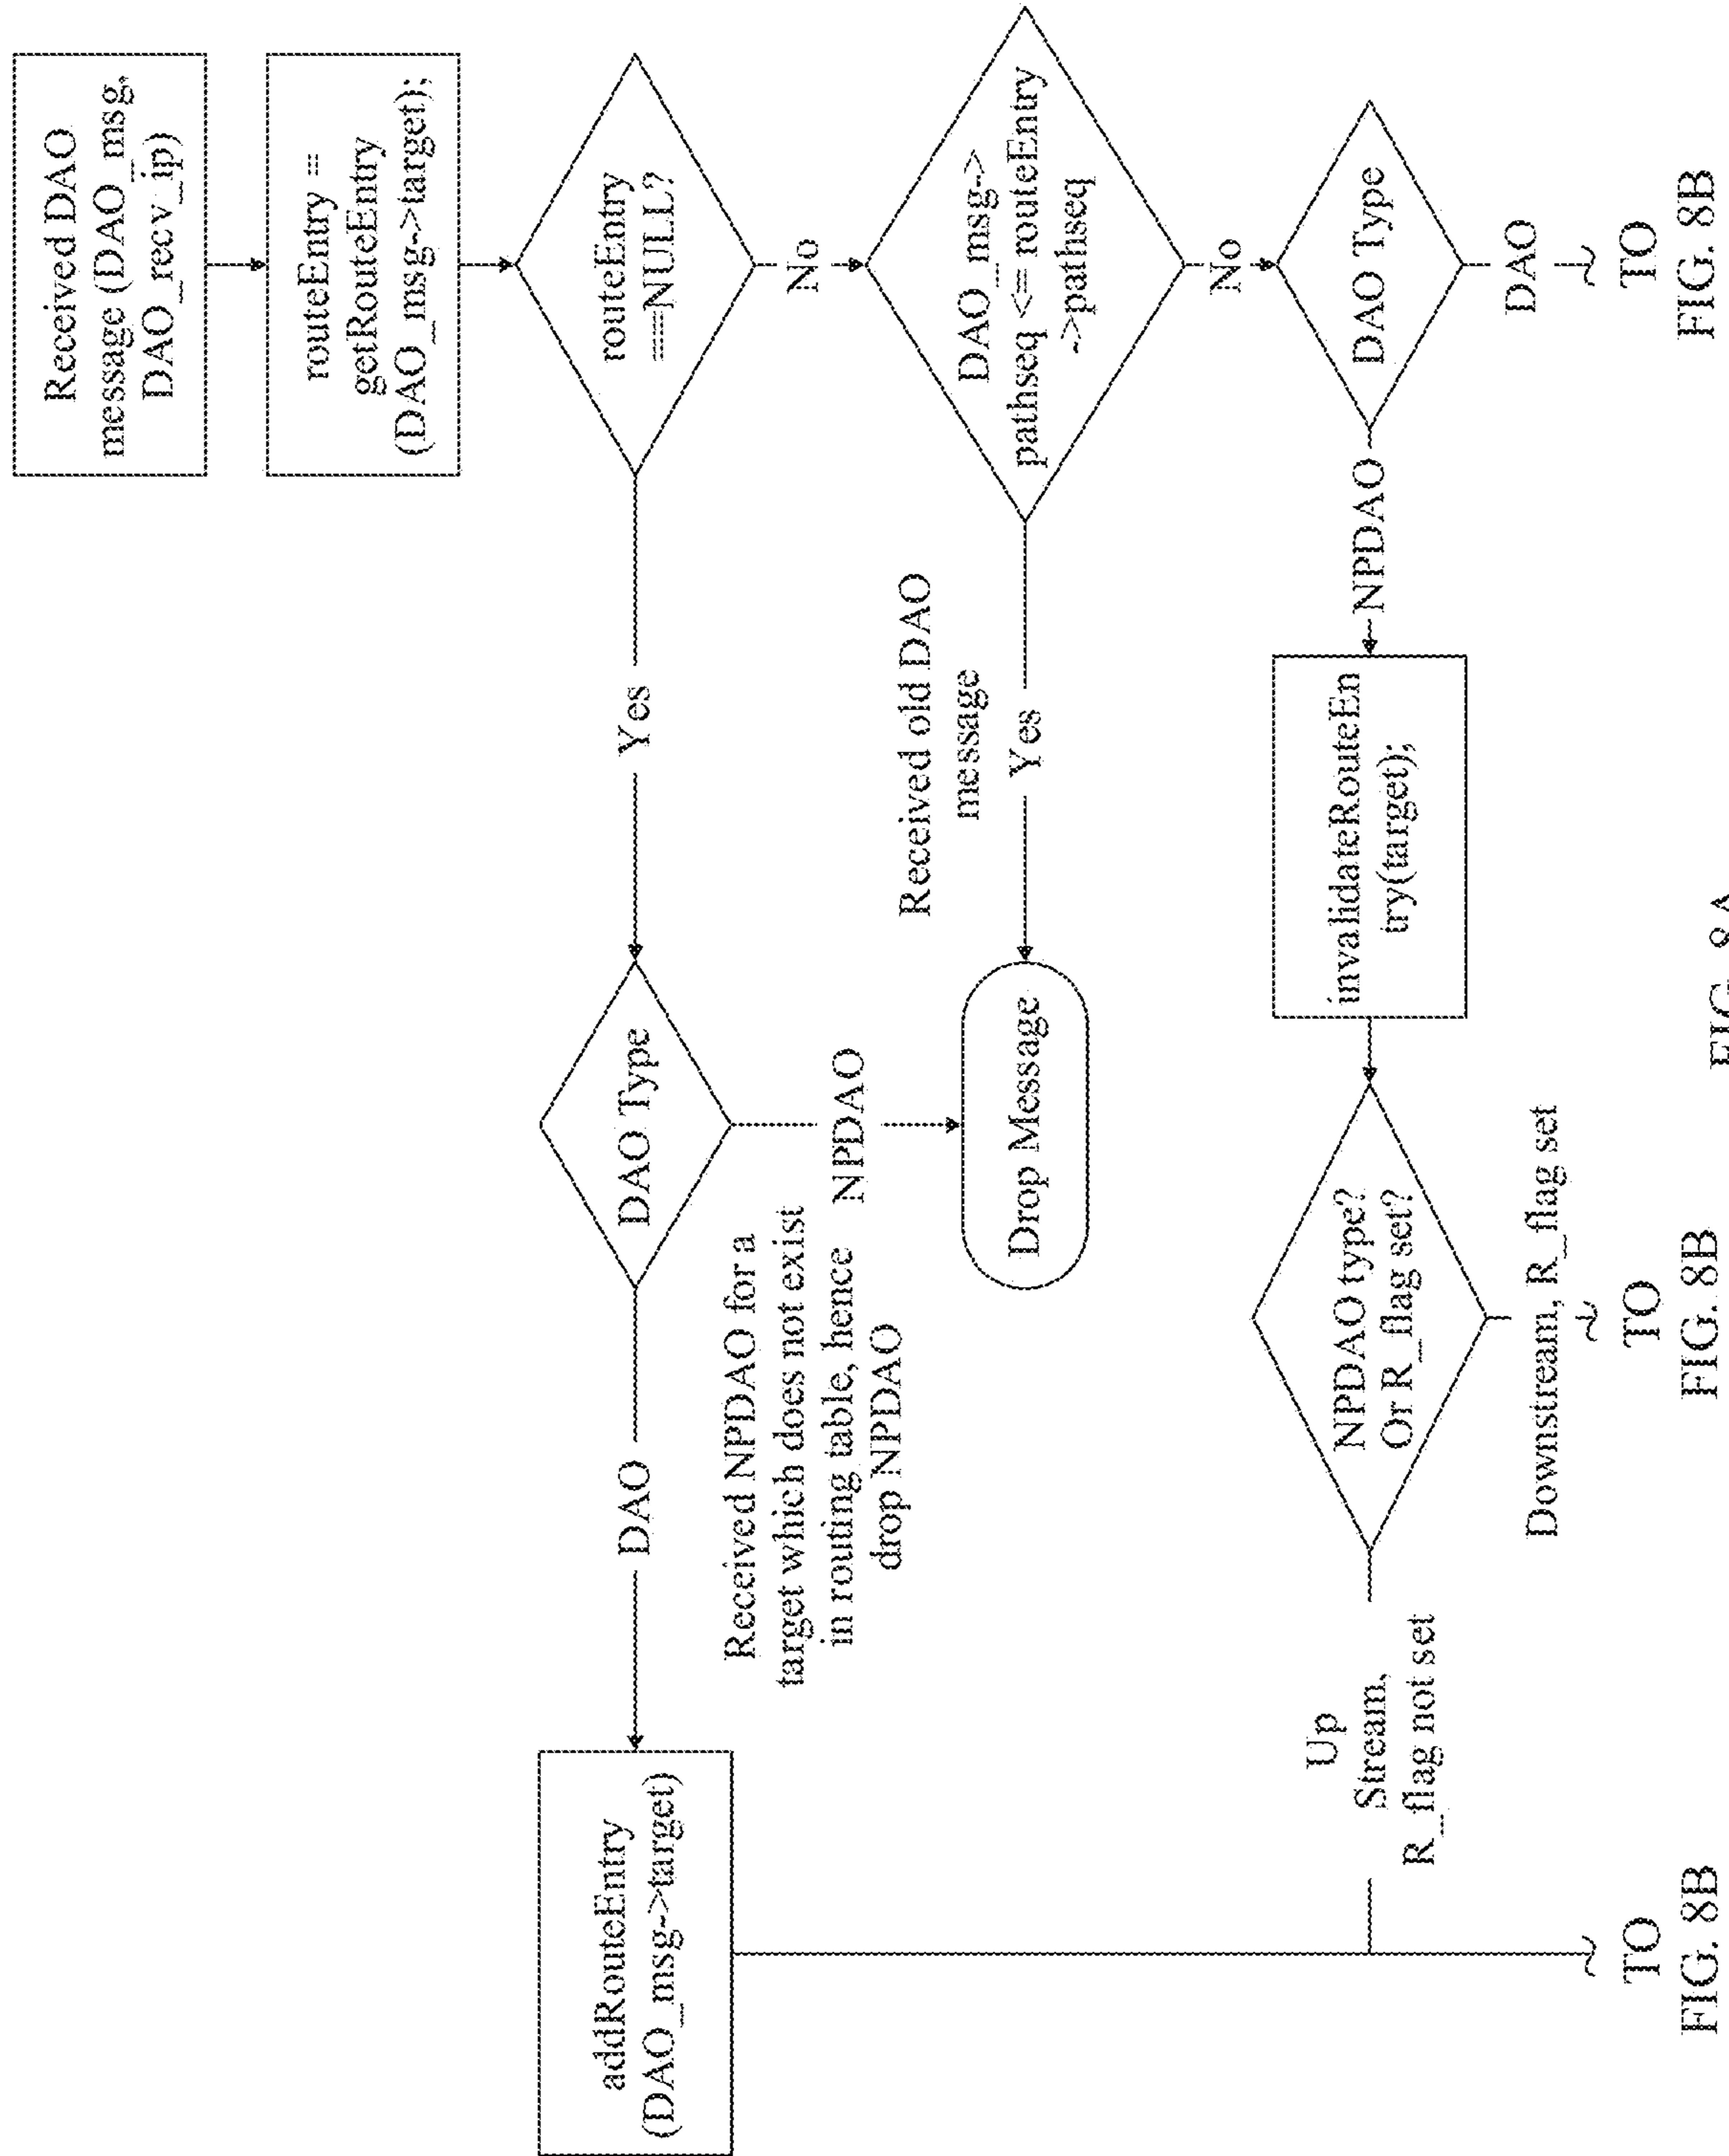 Received DAO
message (DAO_msg,
DAO_recv_ip)
routeEntry =
getRouteEntry
(DAO_msg->target);
routeEntry
==NULL?
Yes
No
DAO Type
DAO
NPDAO
addRouteEntry
(DAO_msg->target)
Received NPDAO for a
target which does not exist
in routing table, hence
drop NPDAO
DAO_msg->
pathseq <= routeEntry
->pathseq
Received old DAO
message
Yes
Drop Message
No
DAO Type
NPDAO
DAO
invalidateRouteEn
try(target);
NPDAO type?
Or R_flag set?
Up
Stream,
R_flag not set
Downstream, R_flag set
TO
FIG. 8B
TO
FIG. 8B
TO
FIG. 8B